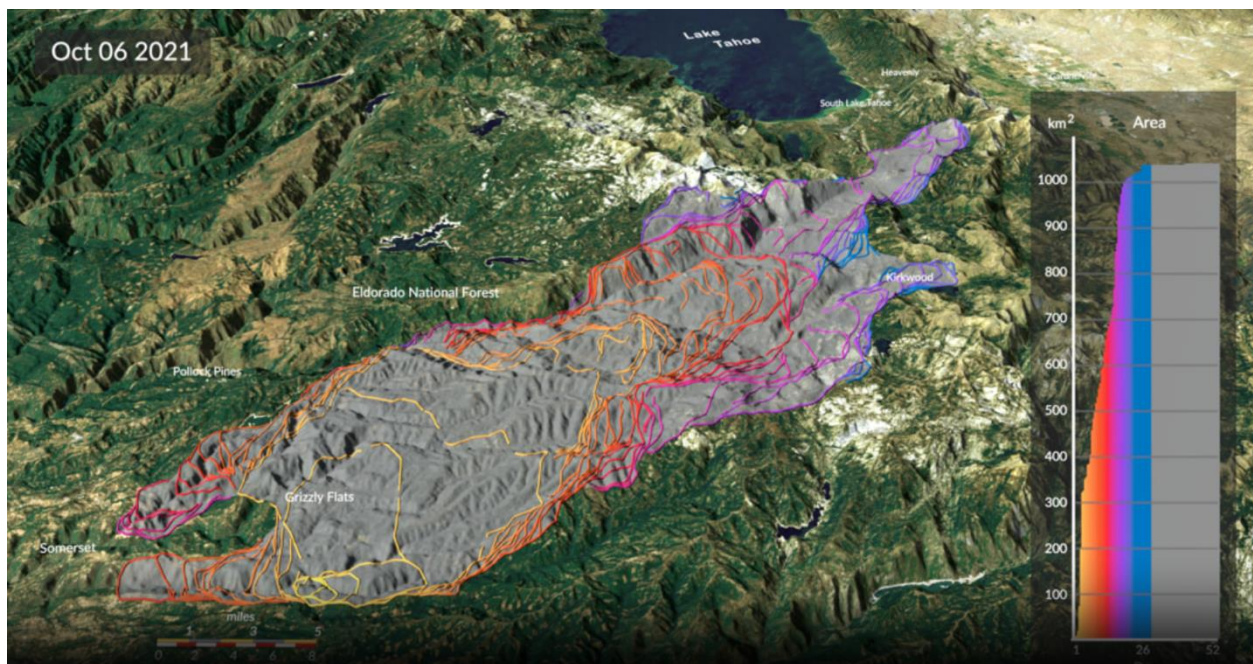 Oct 06 2021
Lake
Tahoe
Heavenly
South Lake Tahoe
Eldorado National Forest
Kirkwood
Pollock Pines
Grizzly Flats
Somerset
miles
1 3 5
0 2 4 6 8
km² Area
1000
900
800
700
600
500
400
300
200
100
1 26 52